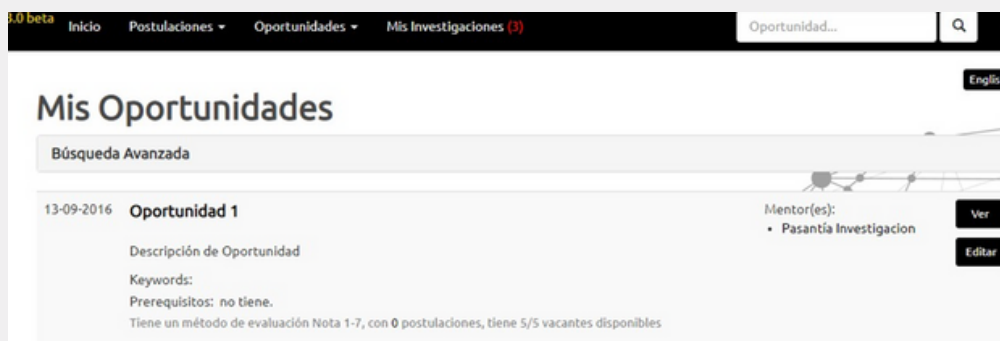 3.0 beta Inicio Postulaciones Oportunidades Mis Investigaciones (3) Oportunidad...
Mis Oportunidades
Búsqueda Avanzada
13-09-2016 Oportunidad 1 Mentor(es): Ver
• Pasantía Investigacion
Descripción de Oportunidad Editar
Keywords:
Prerequisitos: no tiene.
Tiene un método de evaluación Nota 1-7, con 0 postulaciones, tiene 5/5 vacantes disponibles